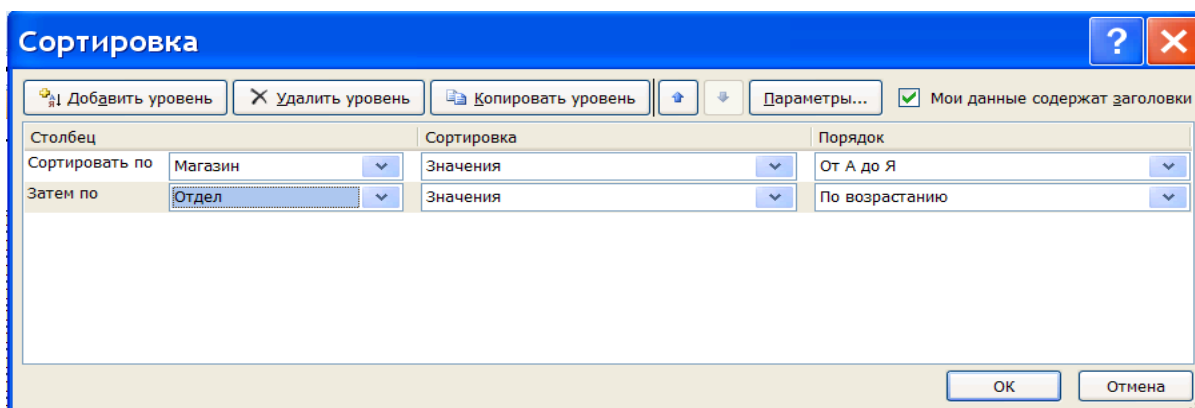 Сортировка
Добавить уровень Удалить уровень Копировать уровень Параметры... Мои данные содержат заголовки
Столбец Сортировка Порядок
Сортировать по Магазин Значения От А до Я
Затем по Отдел Значения По возрастанию
ОК Отмена